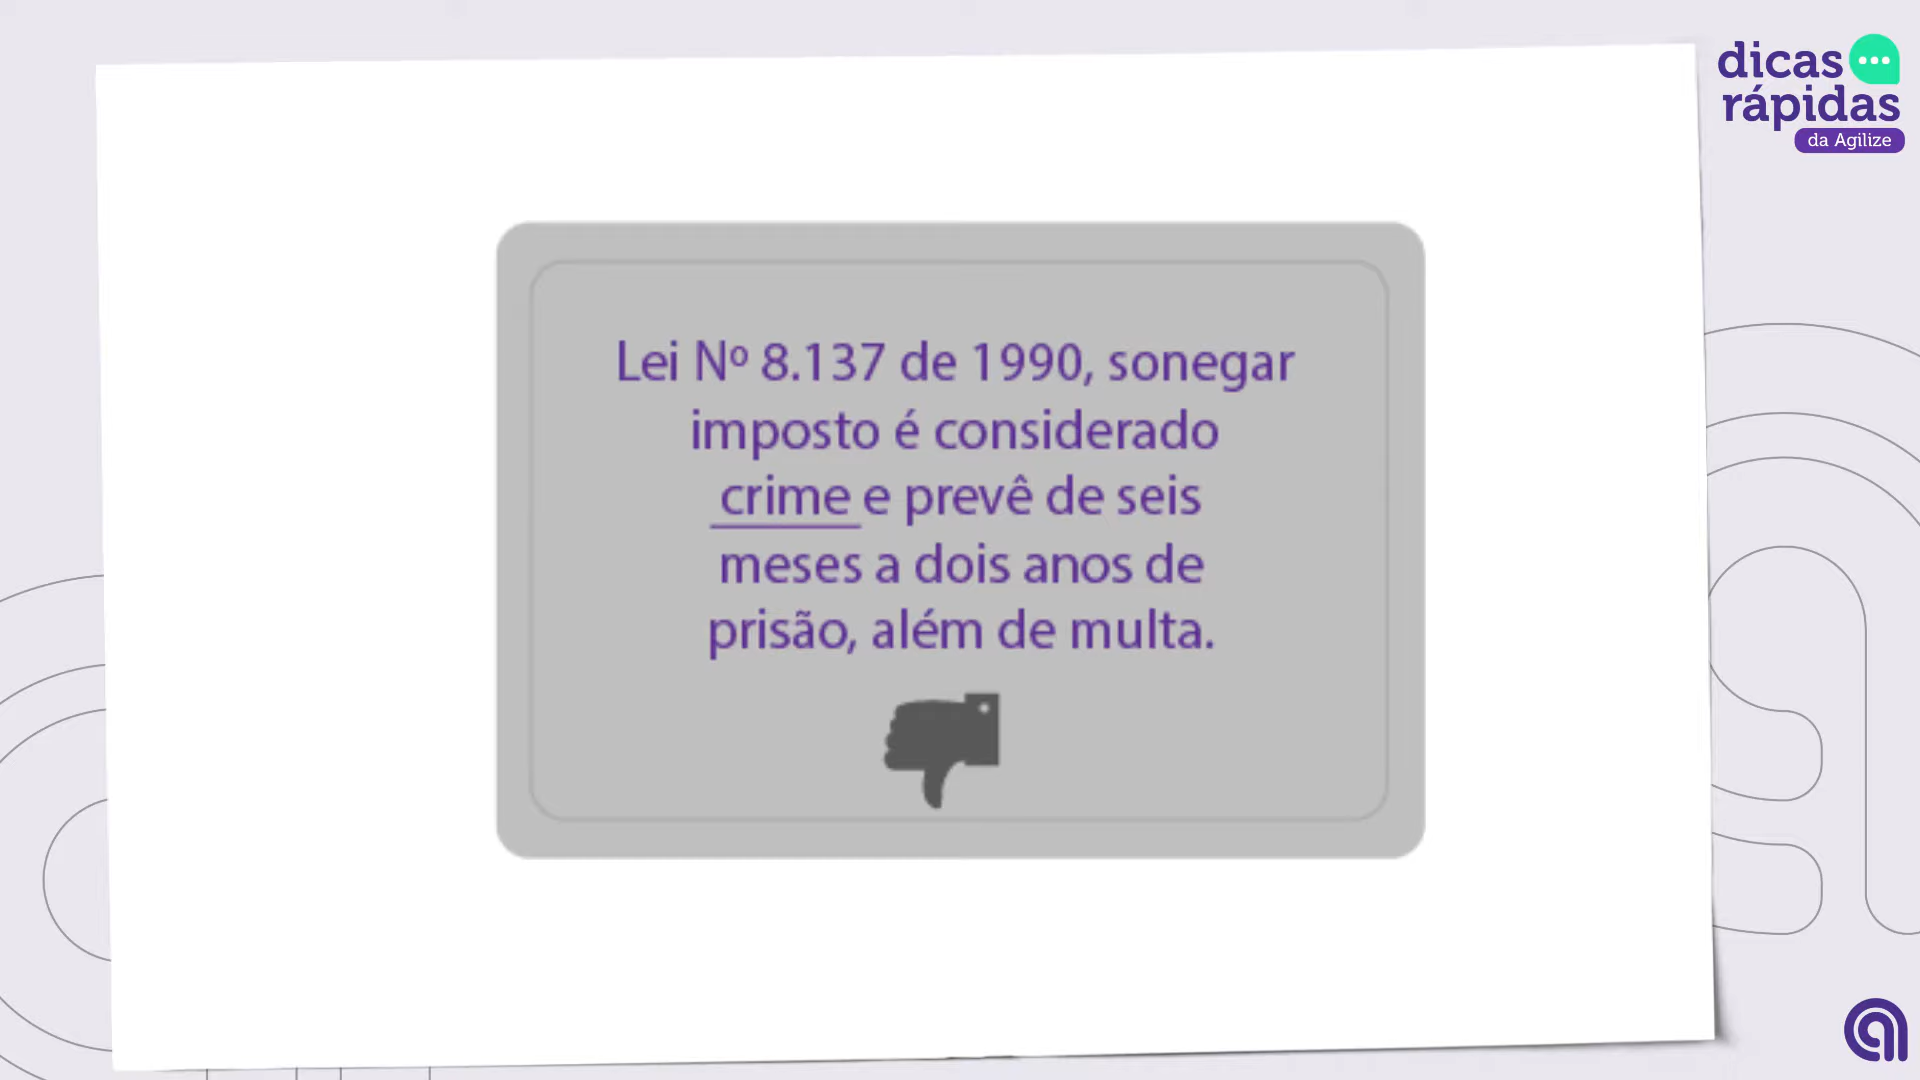 dicas
rápidas
da Agilize
Lei Nº 8.137 de 1990, sonegar
imposto é considerado
crime e prevê de seis
meses a dois anos de
prisão, além de multa.